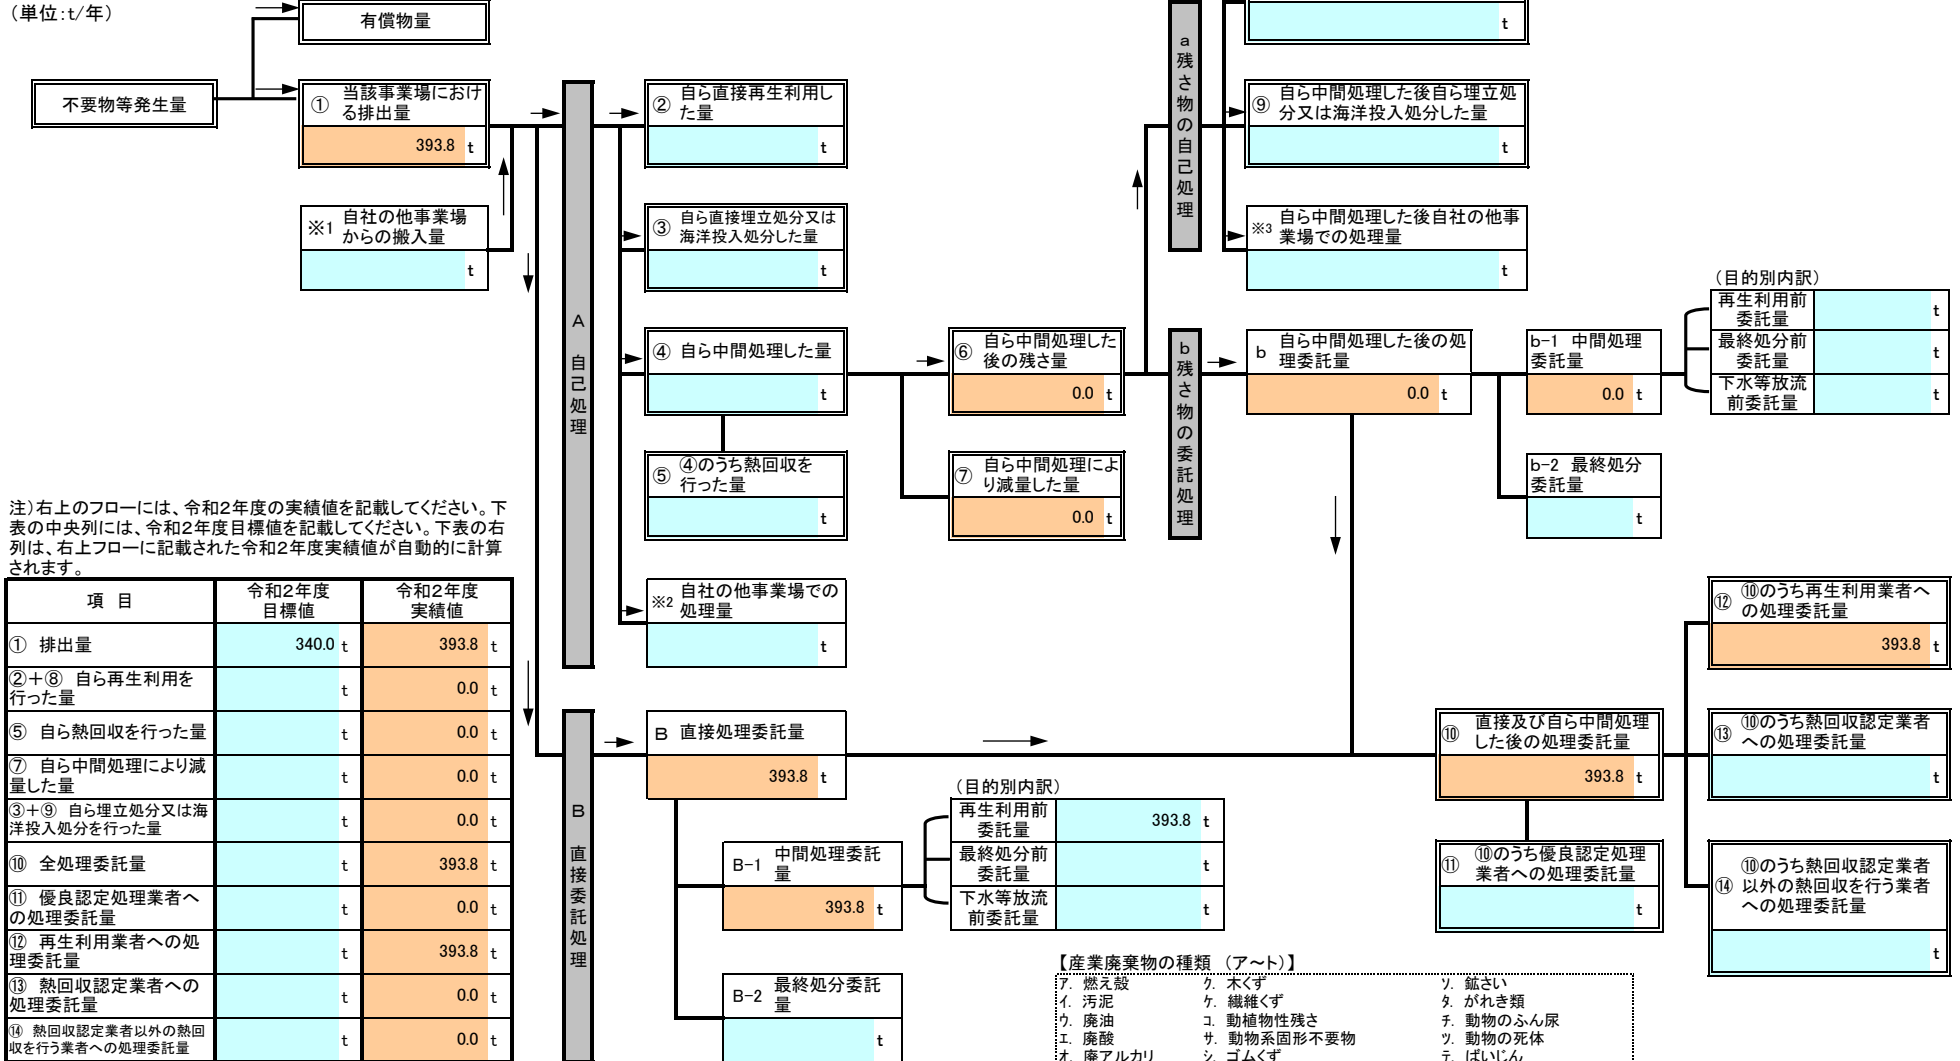 （単位：t/年）
有償物量
不要物等発生量
① 当該事業場におけ
る排出量
393.8 t
※1 自社の他事業場
からの搬入量
t
A 自己処理
② 自ら直接再生利用し
た量
t
③ 自ら直接埋立処分又は
海洋投入処分した量
t
④ 自ら中間処理した量
t
⑤ ④のうち熱回収を
行った量
t
※2 自社の他事業場での
処理量
t
⑥ 自ら中間処理した
後の残さ量
0.0 t
⑦ 自ら中間処理によ
り減量した量
0.0 t
a 残さ物の自己処理
t
⑨ 自ら中間処理した後自ら埋立処
分又は海洋投入処分した量
t
※3 自ら中間処理した後自社の他事
業場での処理量
t
b 残さ物の委託処理
b 自ら中間処理した後の処
理委託量
0.0 t
b-1 中間処理
委託量
0.0 t
（目的別内訳）
再生利用前
委託量
t
最終処分前
委託量
t
下水等放流
前委託量
t
b-2 最終処分
委託量
t
注）右上のフローには、令和２年度の実績値を記載してください。下
表の中央列には、令和２年度目標値を記載してください。下表の右
列は、右上フローに記載された令和２年度実績値が自動的に計算
されます。
項 目
令和２年度
目標値
令和２年度
実績値
① 排出量 340.0 t 393.8 t
②＋⑧ 自ら再生利用を
行った量
t 0.0 t
⑤ 自ら熱回収を行った量 t 0.0 t
⑦ 自ら中間処理により減
量した量
t 0.0 t
③＋⑨ 自ら埋立処分又は海
洋投入処分を行った量
t 0.0 t
⑩ 全処理委託量 t 393.8 t
⑪ 優良認定処理業者へ
の処理委託量
t 0.0 t
⑫ 再生利用業者への処
理委託量
t 393.8 t
⑬ 熱回収認定業者への
処理委託量
t 0.0 t
⑭ 熱回収認定業者以外の熱回
収を行う業者への処理委託量
t 0.0 t
B 直接委託処理
B 直接処理委託量
393.8 t
B-1 中間処理委託
量
393.8 t
（目的別内訳）
再生利用前
委託量
393.8 t
最終処分前
委託量
t
下水等放流
前委託量
t
B-2 最終処分委託
量
t
⑩ 直接及び自ら中間処理
した後の処理委託量
393.8 t
⑪ ⑩のうち優良認定処理
業者への処理委託量
t
⑫ ⑩のうち再生利用業者へ
の処理委託量
393.8 t
⑬ ⑩のうち熱回収認定業者
への処理委託量
t
⑭ ⑩のうち熱回収認定業者
以外の熱回収を行う業者
への処理委託量
t
【産業廃棄物の種類 （ア～ト）】
ア. 燃え殻 ク. 木くず ソ. 鉱さい
イ. 汚泥 ケ. 繊維くず タ. がれき類
ウ. 廃油 コ. 動植物性残さ チ. 動物のふん尿
エ. 廃酸 サ. 動物系固形不要物 ツ. 動物の死体
オ. 廃アルカリ シ. ゴムくず テ. ばいじん